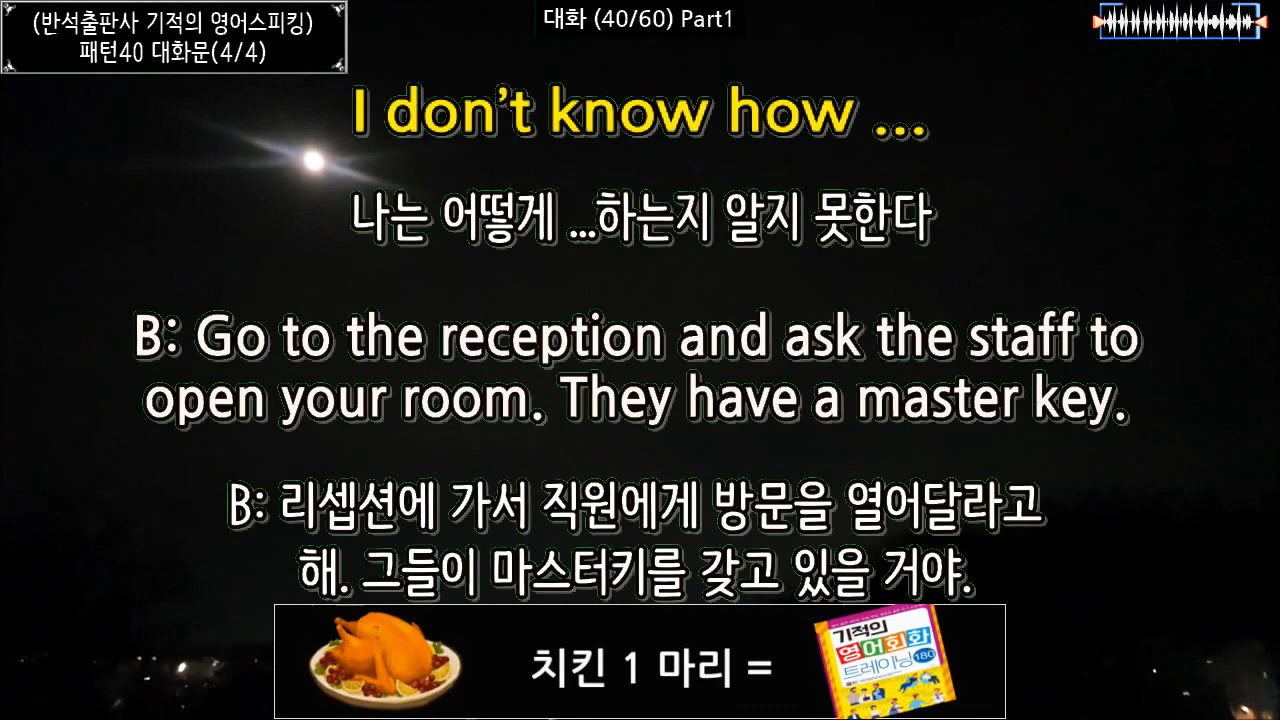 (반석출판사 기적의 영어스피킹)
패턴40 대화문(4/4)
대화 (40/60) Part1
I don't know how ...
나는 어떻게 ...하는지 알지 못한다
B: Go to the reception and ask the staff to
open your room. They have a master key.
B: 리셉션에 가서 직원에게 방문을 열어달라고
해. 그들이 마스터키를 갖고 있을 거야.
치킨 1 마리 =
기적의
영어회화
트레이닝 180